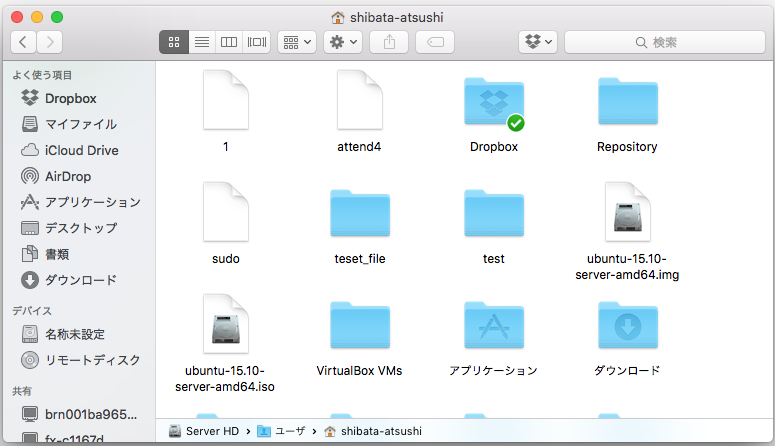 shibata-atsushi
検索
よく使う項目
Dropbox
マイファイル
iCloud Drive
AirDrop
アプリケーション
デスクトップ
書類
ダウンロード
デバイス
名称未設定
リモートディスク
共有
brn001ba965...
fx-c1167d
1
attend4
Dropbox
Repository
sudo
teset_file
test
ubuntu-15.10-
server-amd64.img
ubuntu-15.10-
server-amd64.iso
VirtualBox VMs
アプリケーション
ダウンロード
Server HD
ユーザ
shibata-atsushi